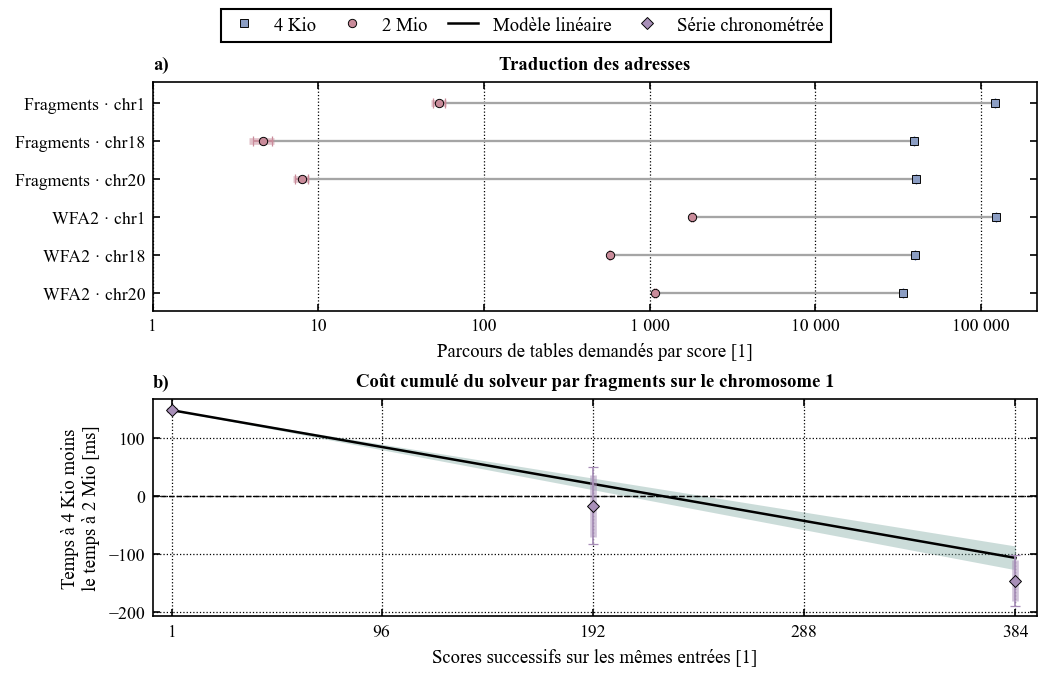 4 Kio 2 Mio Modèle linéaire Série chronométrée
a) Traduction des adresses
Fragments · chr1
Fragments · chr18
Fragments · chr20
WFA2 · chr1
WFA2 · chr18
WFA2 · chr20
1 10 100 1 000 10 000 100 000
Parcours de tables demandés par score [1]
b) Coût cumulé du solveur par fragments sur le chromosome 1
Temps à 4 Kio moins
le temps à 2 Mio [ms]
100
0
−100
−200
1 96 192 288 384
Scores successifs sur les mêmes entrées [1]